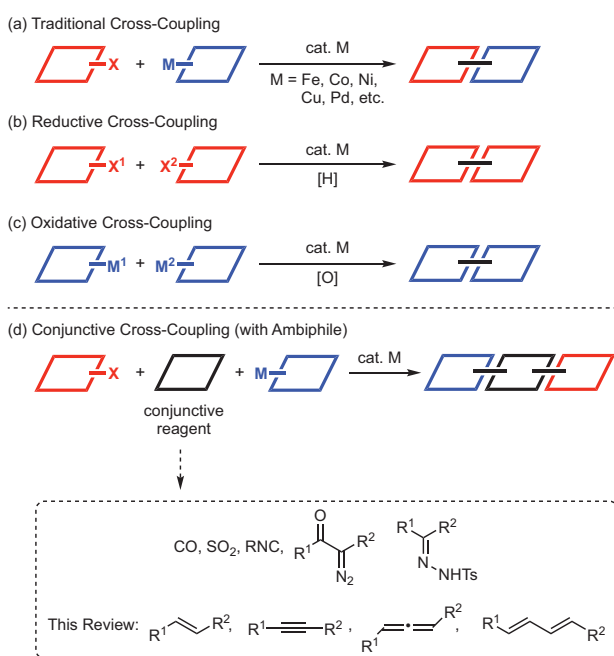 (a) Traditional Cross-Coupling
X + M cat. M
M = Fe, Co, Ni,
Cu, Pd, etc.
(b) Reductive Cross-Coupling
X¹ + X² cat. M
[H]
(c) Oxidative Cross-Coupling
M¹ + M² cat. M
[O]
(d) Conjunctive Cross-Coupling (with Ambiphile)
X + + M cat. M
conjunctive
reagent
O
R¹ R²
CO, SO₂, RNC, R¹ R² N
N₂ NHTs
N
This Review: R¹ R², R¹ R², R¹ R², R¹ R²